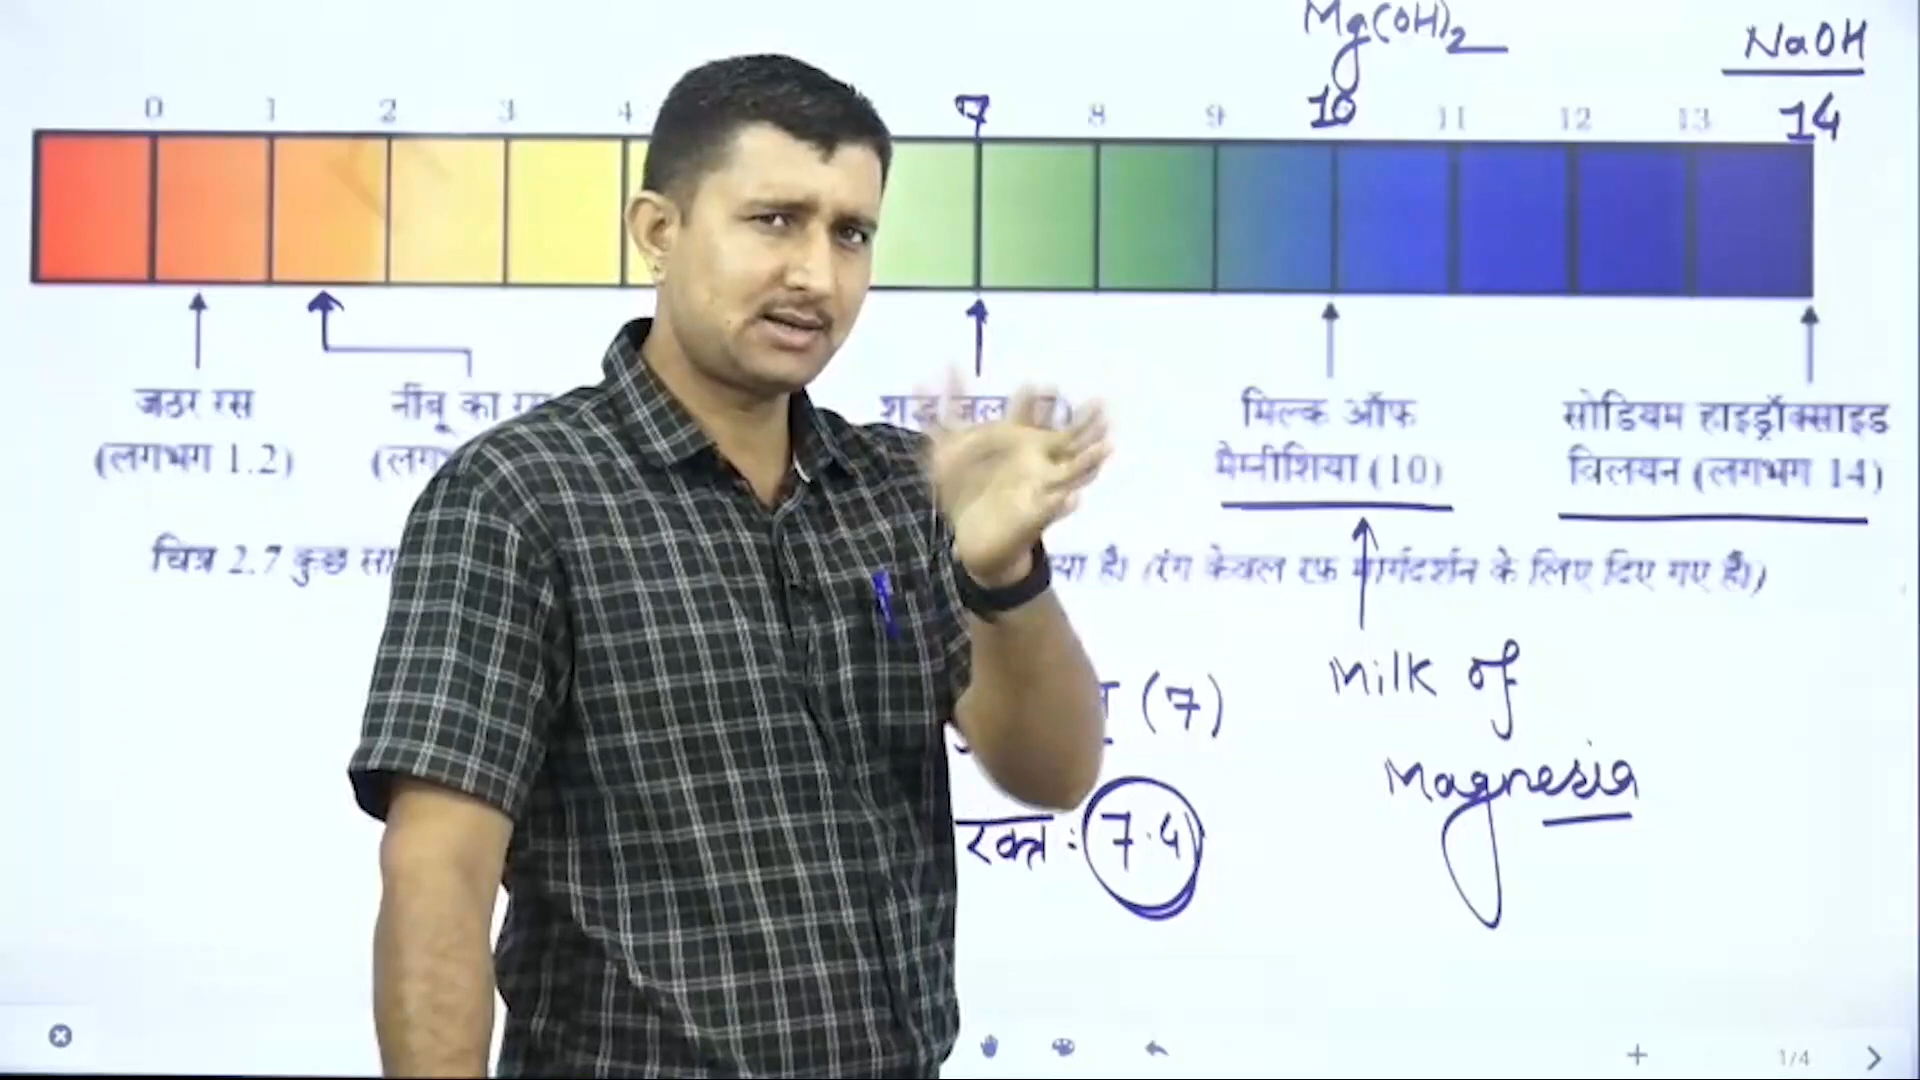 Mg(OH)2
NaOH
0 1 2 3 4 7 8 9 10 11 12 13 14
जठर रस
(लगभग 1.2)
नींबू का
मिल्क ऑफ
मैग्नीशिया (10)
सोडियम हाइड्रॉक्साइड
विलयन (लगभग 14)
चित्र 2.7 कुछ है। (रंग केवल रफ मार्गदर्शन के लिए दिए गए हैं।)
(7)
Milk of
Magnesia
रक्त : 7.4
1/4